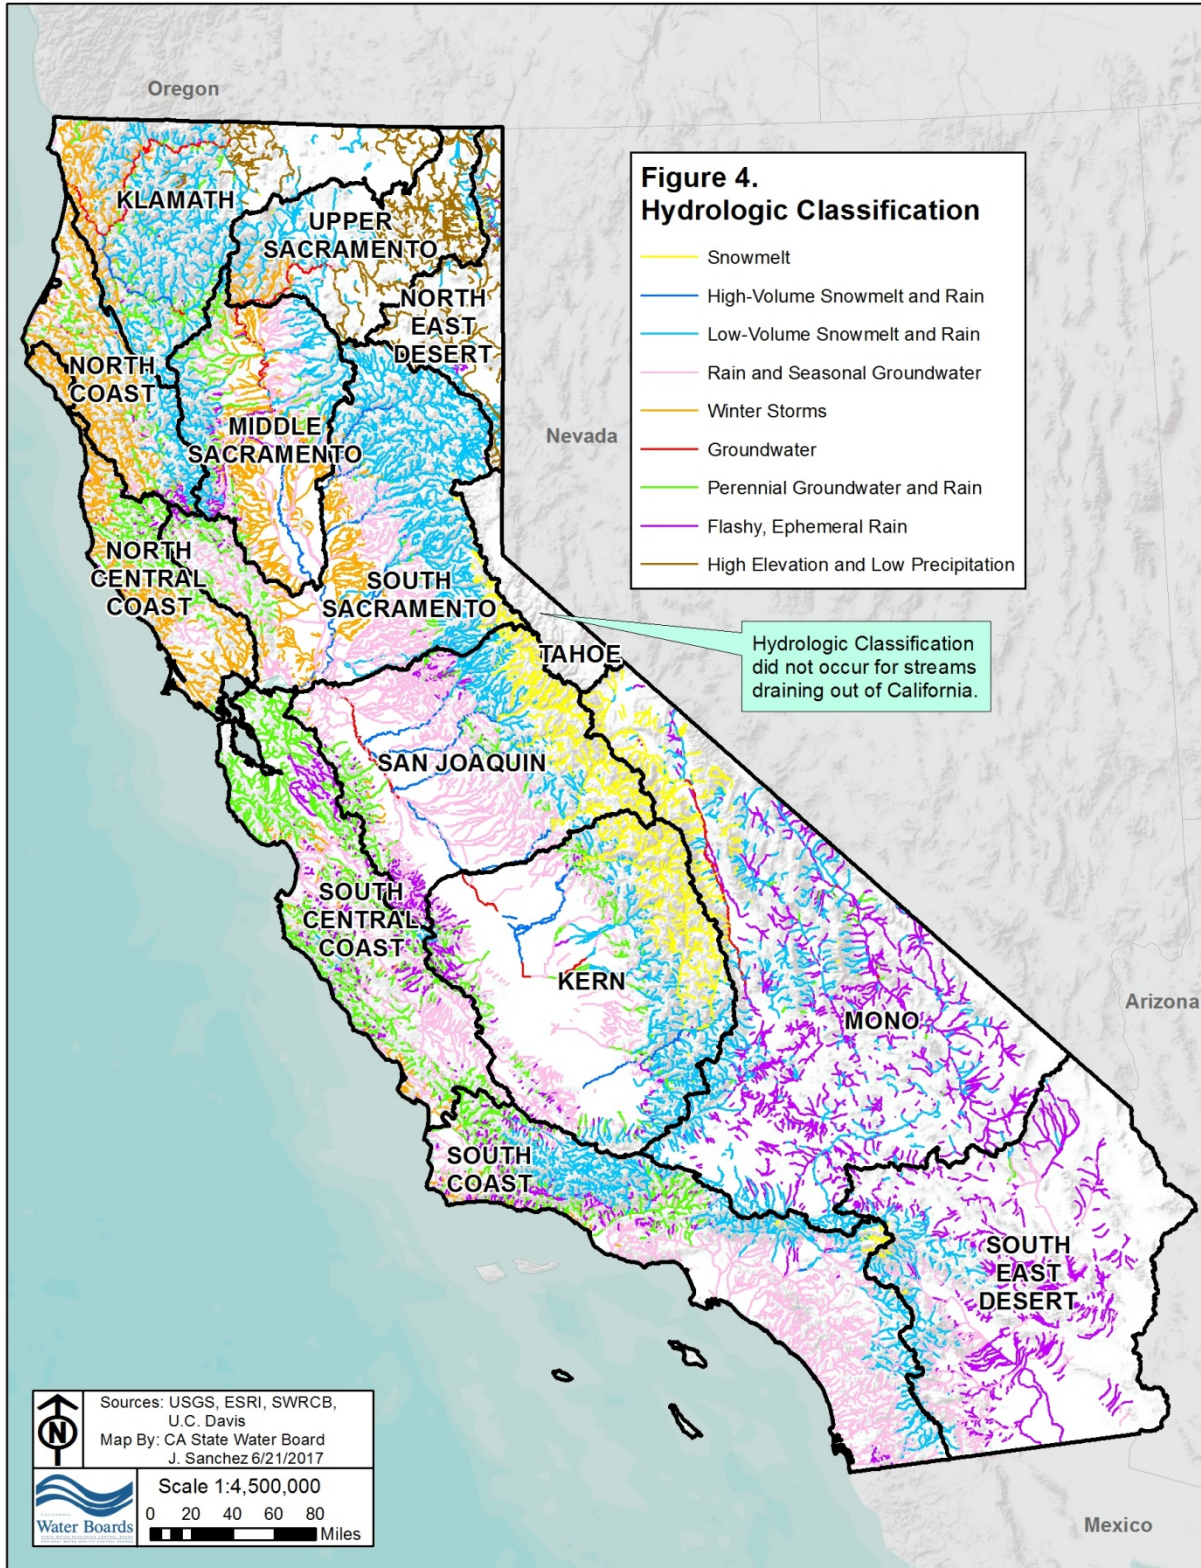 Oregon
Figure 4.
Hydrologic Classification
Snowmelt
High-Volume Snowmelt and Rain
Low-Volume Snowmelt and Rain
Rain and Seasonal Groundwater
Winter Storms
Groundwater
Perennial Groundwater and Rain
Flashy, Ephemeral Rain
High Elevation and Low Precipitation
KLAMATH
UPPER
SACRAMENTO
NORTH
EAST
DESERT
NORTH
COAST
MIDDLE
SACRAMENTO
Nevada
NORTH
CENTRAL
COAST
SOUTH
SACRAMENTO
TAHOE
Hydrologic Classification
did not occur for streams
draining out of California.
SAN JOAQUIN
SOUTH
CENTRAL
COAST
KERN
MONO
Arizona
SOUTH
COAST
SOUTH
EAST
DESERT
N
Sources: USGS, ESRI, SWRCB,
U.C. Davis
Map By: CA State Water Board
J. Sanchez 6/21/2017
CALIFORNIA
Water Boards
Scale 1:4,500,000
0 20 40 60 80
Miles
Mexico